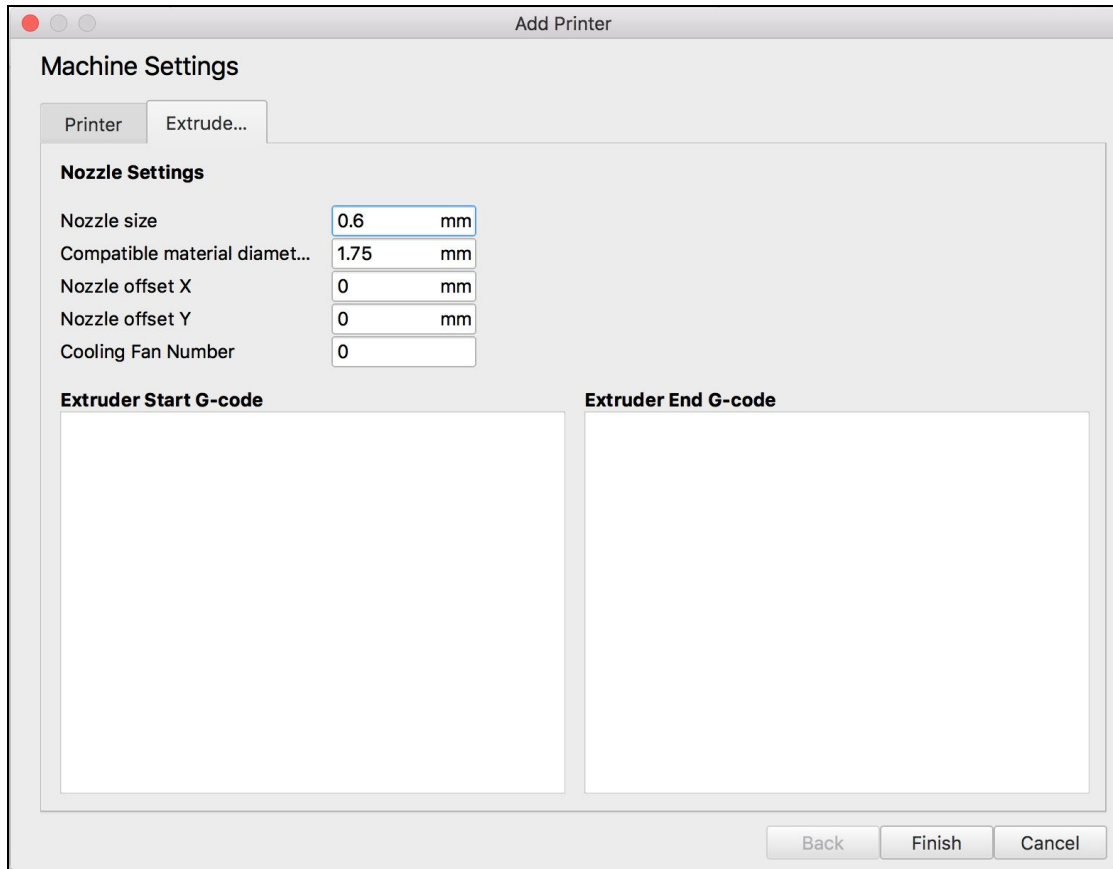 Add Printer
Machine Settings
Printer Extrude...
Nozzle Settings
Nozzle size 0.6 mm
Compatible material diamet... 1.75 mm
Nozzle offset X 0 mm
Nozzle offset Y 0 mm
Cooling Fan Number 0
Extruder Start G-code Extruder End G-code
Back Finish Cancel